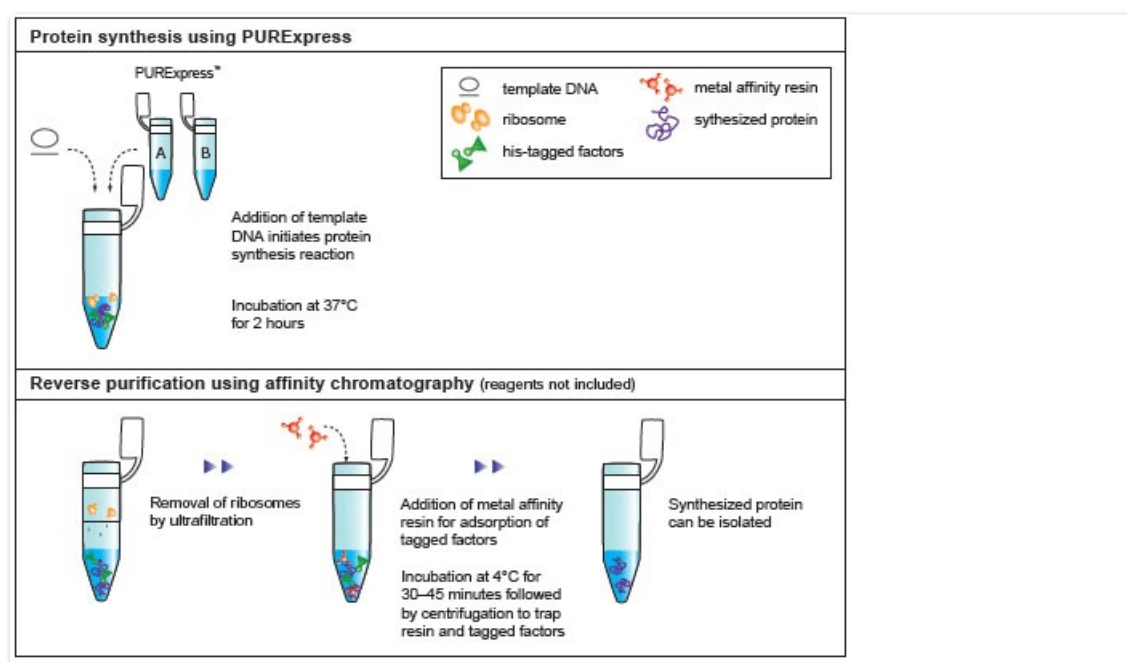 Protein synthesis using PURExpress
PURExpress™
A
B
template DNA
ribosome
his-tagged factors
metal affinity resin
sythesized protein
Addition of template
DNA initiates protein
synthesis reaction
Incubation at 37°C
for 2 hours
Reverse purification using affinity chromatography (reagents not included)
Removal of ribosomes
by ultrafiltration
Addition of metal affinity
resin for adsorption of
tagged factors
Incubation at 4°C for
30–45 minutes followed
by centrifugation to trap
resin and tagged factors
Synthesized protein
can be isolated